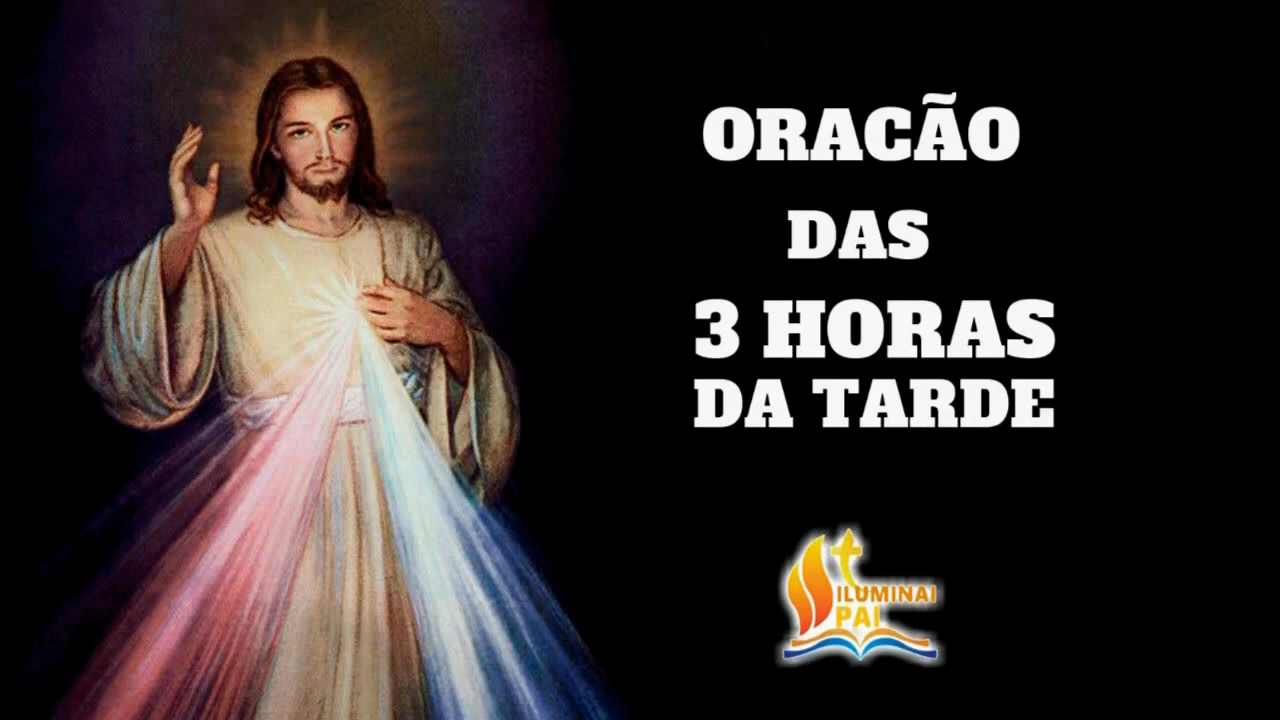 ORACÃO
DAS
3 HORAS
DA TARDE
ILUMINAI
PAI